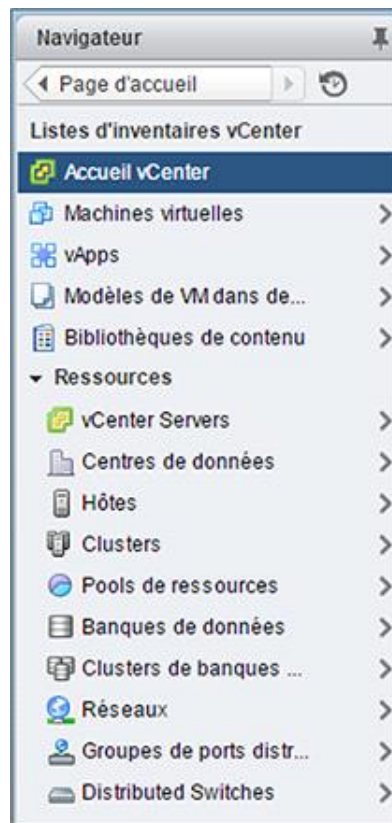 Navigateur
Page d'accueil
Listes d'inventaires vCenter
Accueil vCenter
Machines virtuelles
vApps
Modèles de VM dans de...
Bibliothèques de contenu
Ressources
vCenter Servers
Centres de données
Hôtes
Clusters
Pools de ressources
Banques de données
Clusters de banques ...
Réseaux
Groupes de ports distr...
Distributed Switches